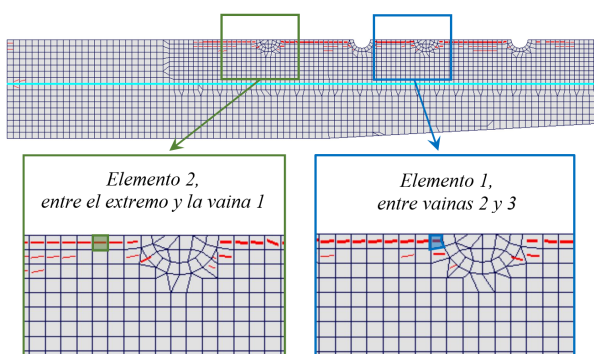 Elemento 2,
entre el extremo y la vaina 1
Elemento 1,
entre vainas 2 y 3